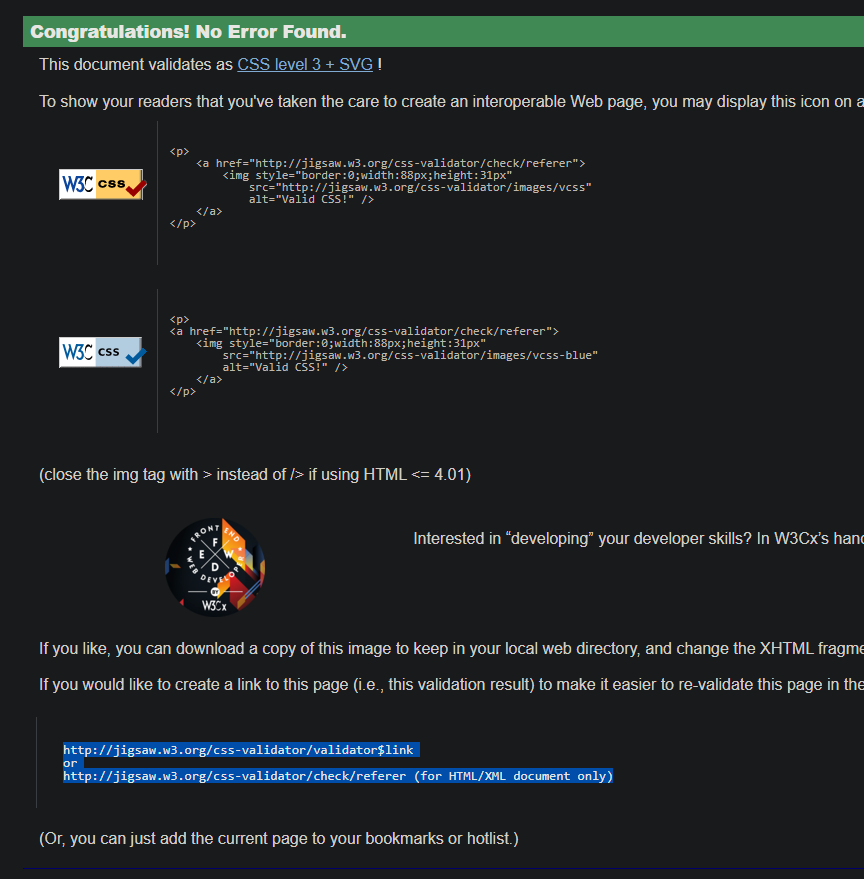 Congratulations! No Error Found.
This document validates as CSS level 3 + SVG !
To show your readers that you've taken the care to create an interoperable Web page, you may display this icon on a
W3C css
<p>
<a href="http://jigsaw.w3.org/css-validator/check/referer">
<img style="border:0;width:88px;height:31px"
src="http://jigsaw.w3.org/css-validator/images/vcss"
alt="Valid CSS!" />
</a>
</p>
W3C css
<p>
<a href="http://jigsaw.w3.org/css-validator/check/referer">
<img style="border:0;width:88px;height:31px"
src="http://jigsaw.w3.org/css-validator/images/vcss-blue"
alt="Valid CSS!" />
</a>
</p>
(close the img tag with > instead of /> if using HTML <= 4.01)
FRONT END
F
E W
D
WEB DEVELOPER
BY
W3Cx
Interested in “developing” your developer skills? In W3Cx’s hand
If you like, you can download a copy of this image to keep in your local web directory, and change the XHTML fragme
If you would like to create a link to this page (i.e., this validation result) to make it easier to re-validate this page in the
http://jigsaw.w3.org/css-validator/validator$link
or
http://jigsaw.w3.org/css-validator/check/referer (for HTML/XML document only)
(Or, you can just add the current page to your bookmarks or hotlist.)